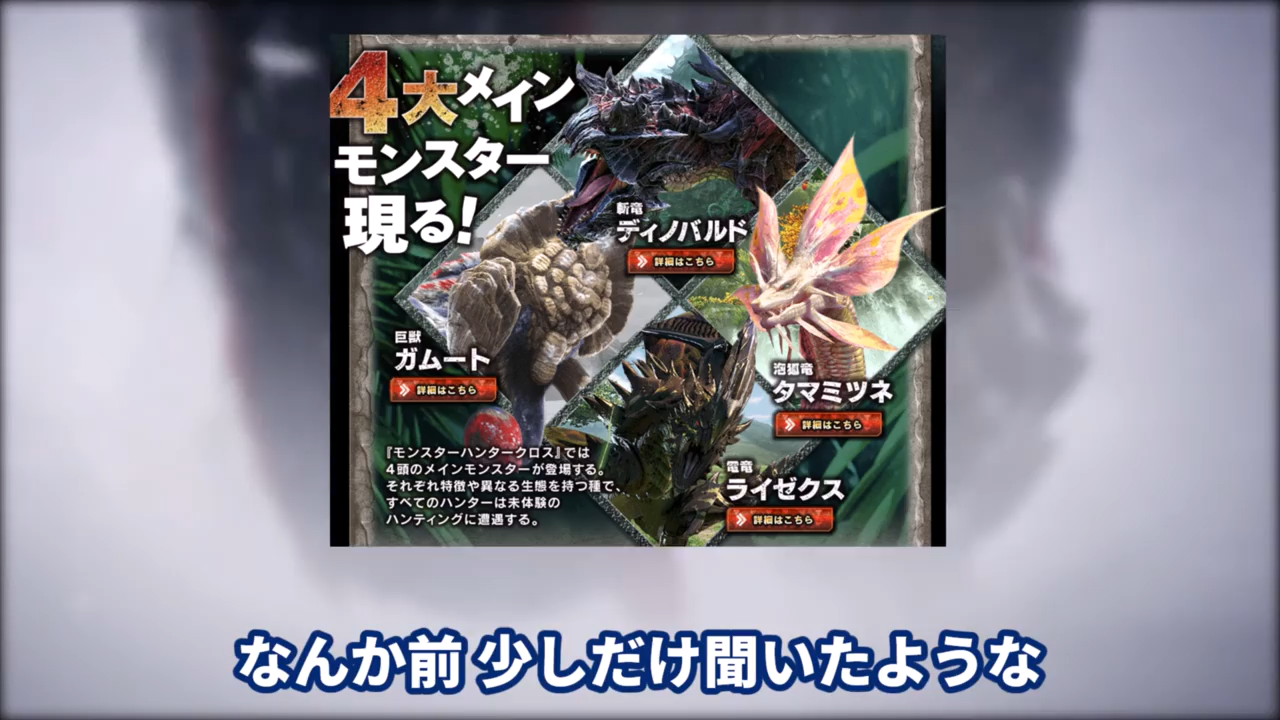 4大メイン
モンスター
現る!
斬竜
ディノバルド
詳細はこちら
巨獣
ガムート
詳細はこちら
泡狐竜
タマミツネ
詳細はこちら
電竜
ライゼクス
詳細はこちら
『モンスターハンタークロス』では
4頭のメインモンスターが登場する。
それぞれ特徴や異なる生態を持つ種で、
すべてのハンターは未体験の
ハンティングに遭遇する。
なんか前 少しだけ聞いたような